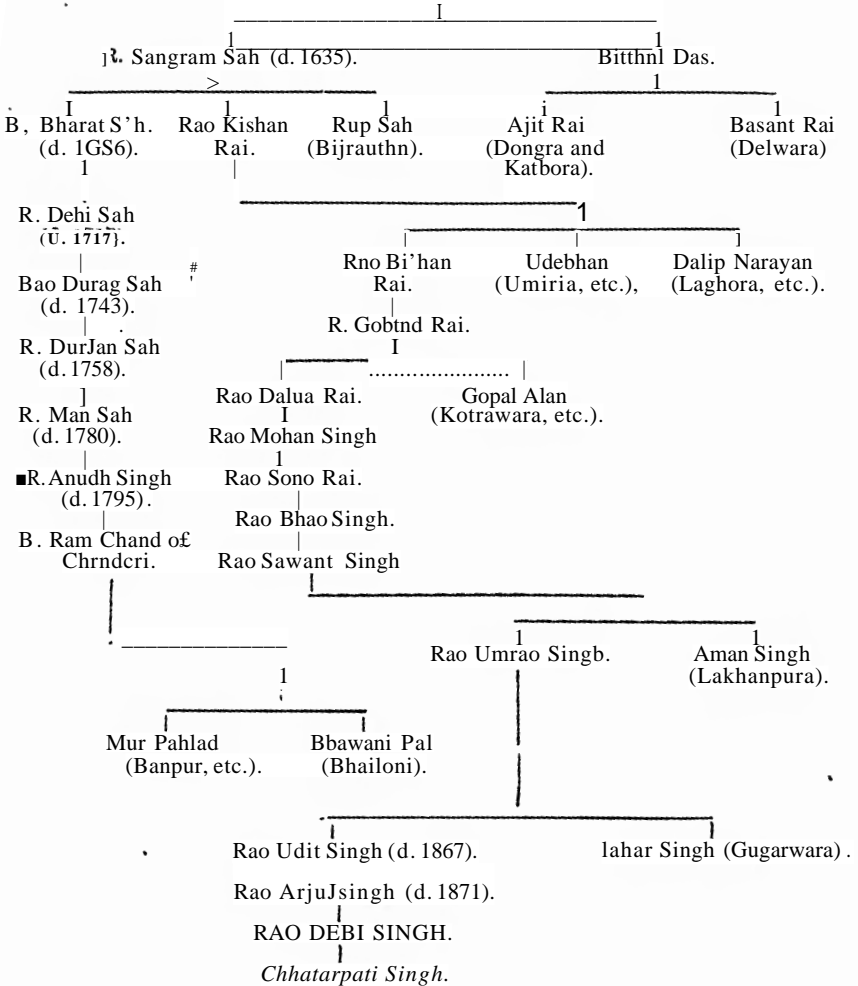 R. Sangram Sah (d. 1635). Bitthnl Das.
B, Bharat S’h. Rao Kishan Rup Sah Ajit Rai Basant Rai
(d. 1GS6). Rai. (Bijrauthn). (Dongra and (Delwara)
Katbora).
R. Dehi Sah
(U. 1717}.
Rno Bi’han Udebhan Dalip Narayan
Bao Durag Sah Rai. (Umiria, etc.), (Laghora, etc.).
(d. 1743).
R. Gobtnd Rai.
R. DurJan Sah
(d. 1758).
Rao Dalua Rai. Gopal Alan
R. Man Sah (Kotrawara, etc.).
(d. 1780). Rao Mohan Singh
■R. Anudh Singh Rao Sono Rai.
(d. 1795).
Rao Bhao Singh.
B. Ram Chand o£
Chrndcri. Rao Sawant Singh
Rao Umrao Singb. Aman Singh
(Lakhanpura).
Mur Pahlad Bbawani Pal
(Banpur, etc.). (Bhailoni).
Rao Udit Singh (d. 1867). lahar Singh (Gugarwara).
Rao ArjuJsingh (d. 1871).
RAO DEBI SINGH.
Chhatarpati Singh.